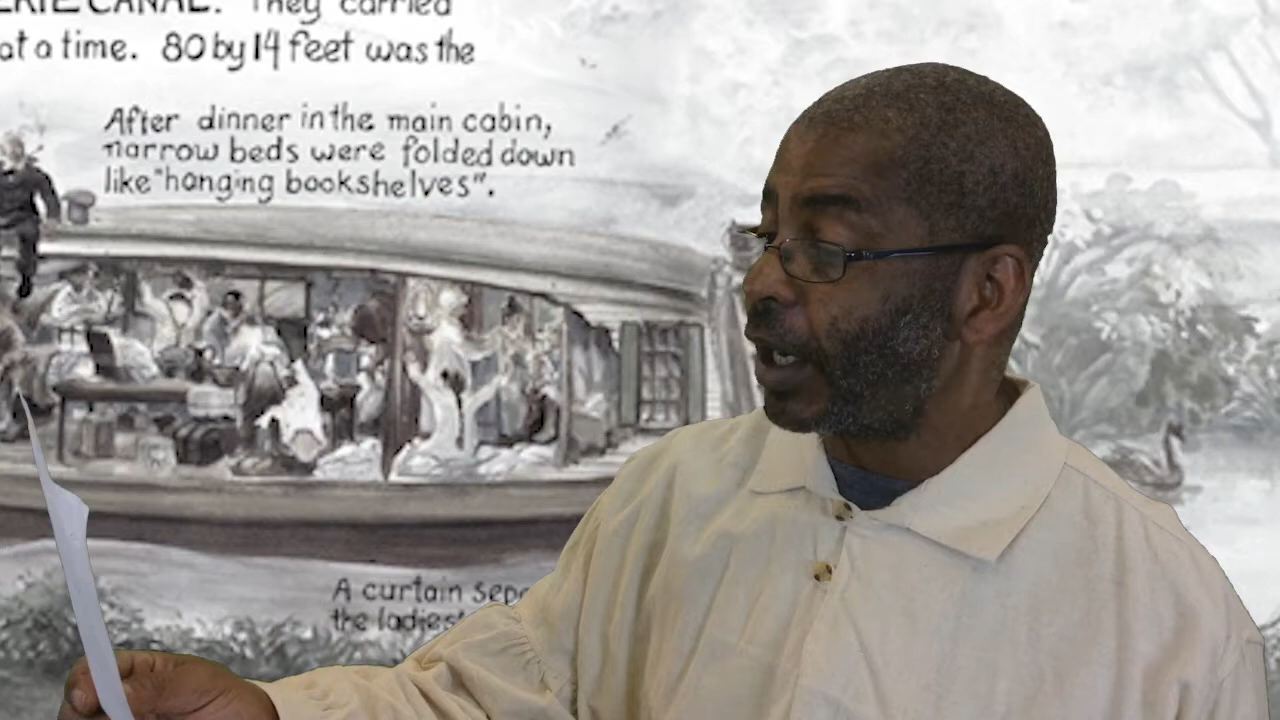 ERIE CANAL. They carried
at a time. 80 by 14 feet was the
After dinner in the main cabin,
narrow beds were folded down
like "hanging bookshelves".
A curtain
the ladies'